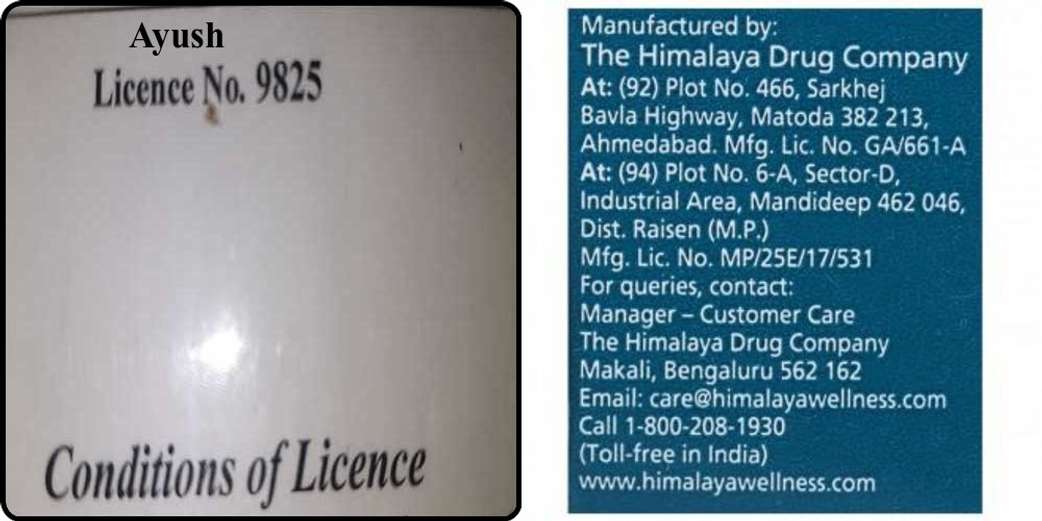 Ayush
Licence No. 9825
Conditions of Licence
Manufactured by:
The Himalaya Drug Company
At: (92) Plot No. 466, Sarkhej
Bavla Highway, Matoda 382 213,
Ahmedabad. Mfg. Lic. No. GA/661-A
At: (94) Plot No. 6-A, Sector-D,
Industrial Area, Mandideep 462 046,
Dist. Raisen (M.P.)
Mfg. Lic. No. MP/25E/17/531
For queries, contact:
Manager – Customer Care
The Himalaya Drug Company
Makali, Bengaluru 562 162
Email: care@himalayawellness.com
Call 1-800-208-1930
(Toll-free in India)
www.himalayawellness.com